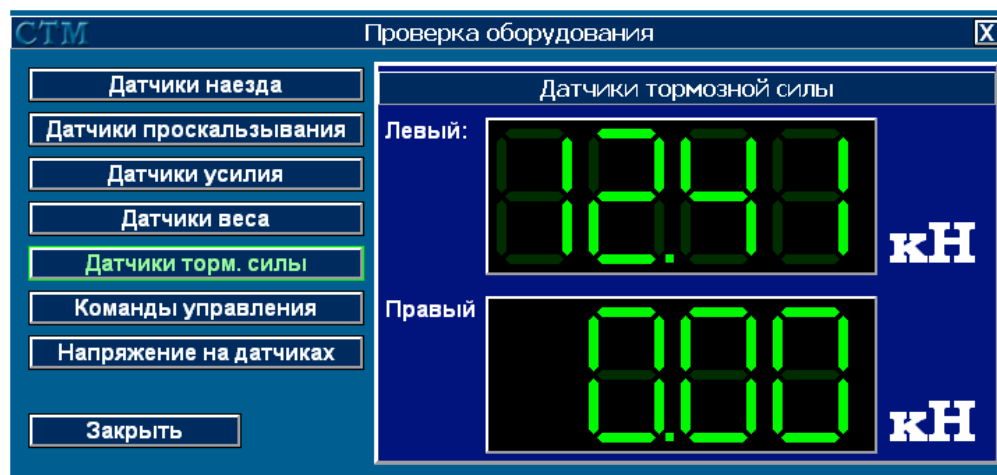 СТМ
Проверка оборудования
X
Датчики наезда
Датчики проскальзывания
Датчики усилия
Датчики веса
Датчики торм. силы
Команды управления
Напряжение на датчиках
Закрыть
Датчики тормозной силы
Левый:
12.41
кН
Правый
0.00
кН